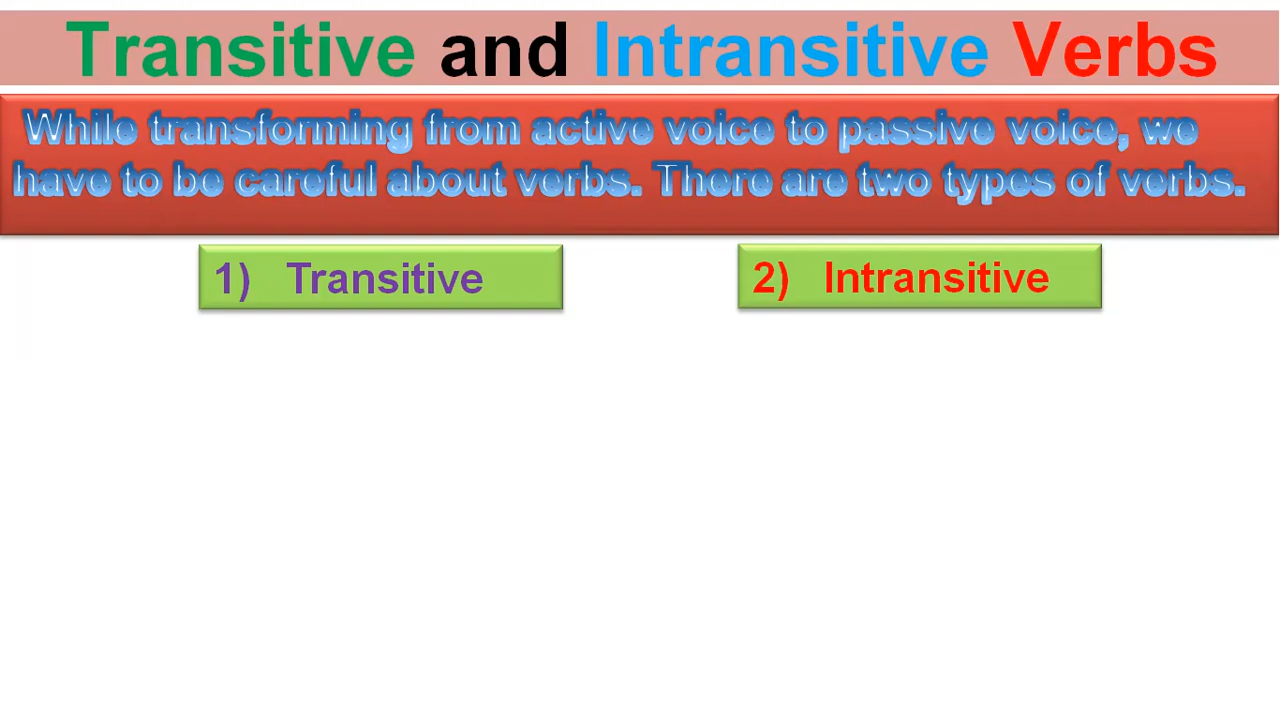 Transitive and Intransitive Verbs
While transforming from active voice to passive voice, we
have to be careful about verbs. There are two types of verbs.
1) Transitive
2) Intransitive